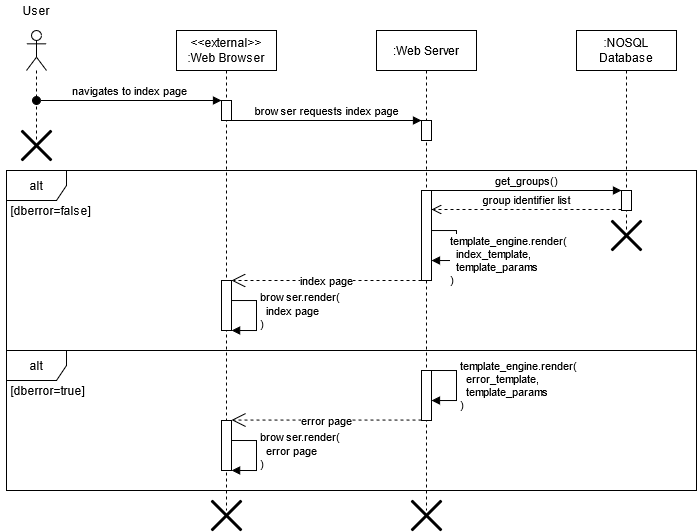 User
<<external>>
:Web Browser
:Web Server
:NOSQL
Database
navigates to index page
browser requests index page
alt
[dberror=false]
get_groups()
group identifier list
template_engine.render(
index_template,
template_params
)
index page
browser.render(
index page
)
alt
[dberror=true]
template_engine.render(
error_template,
template_params
)
error page
browser.render(
error page
)